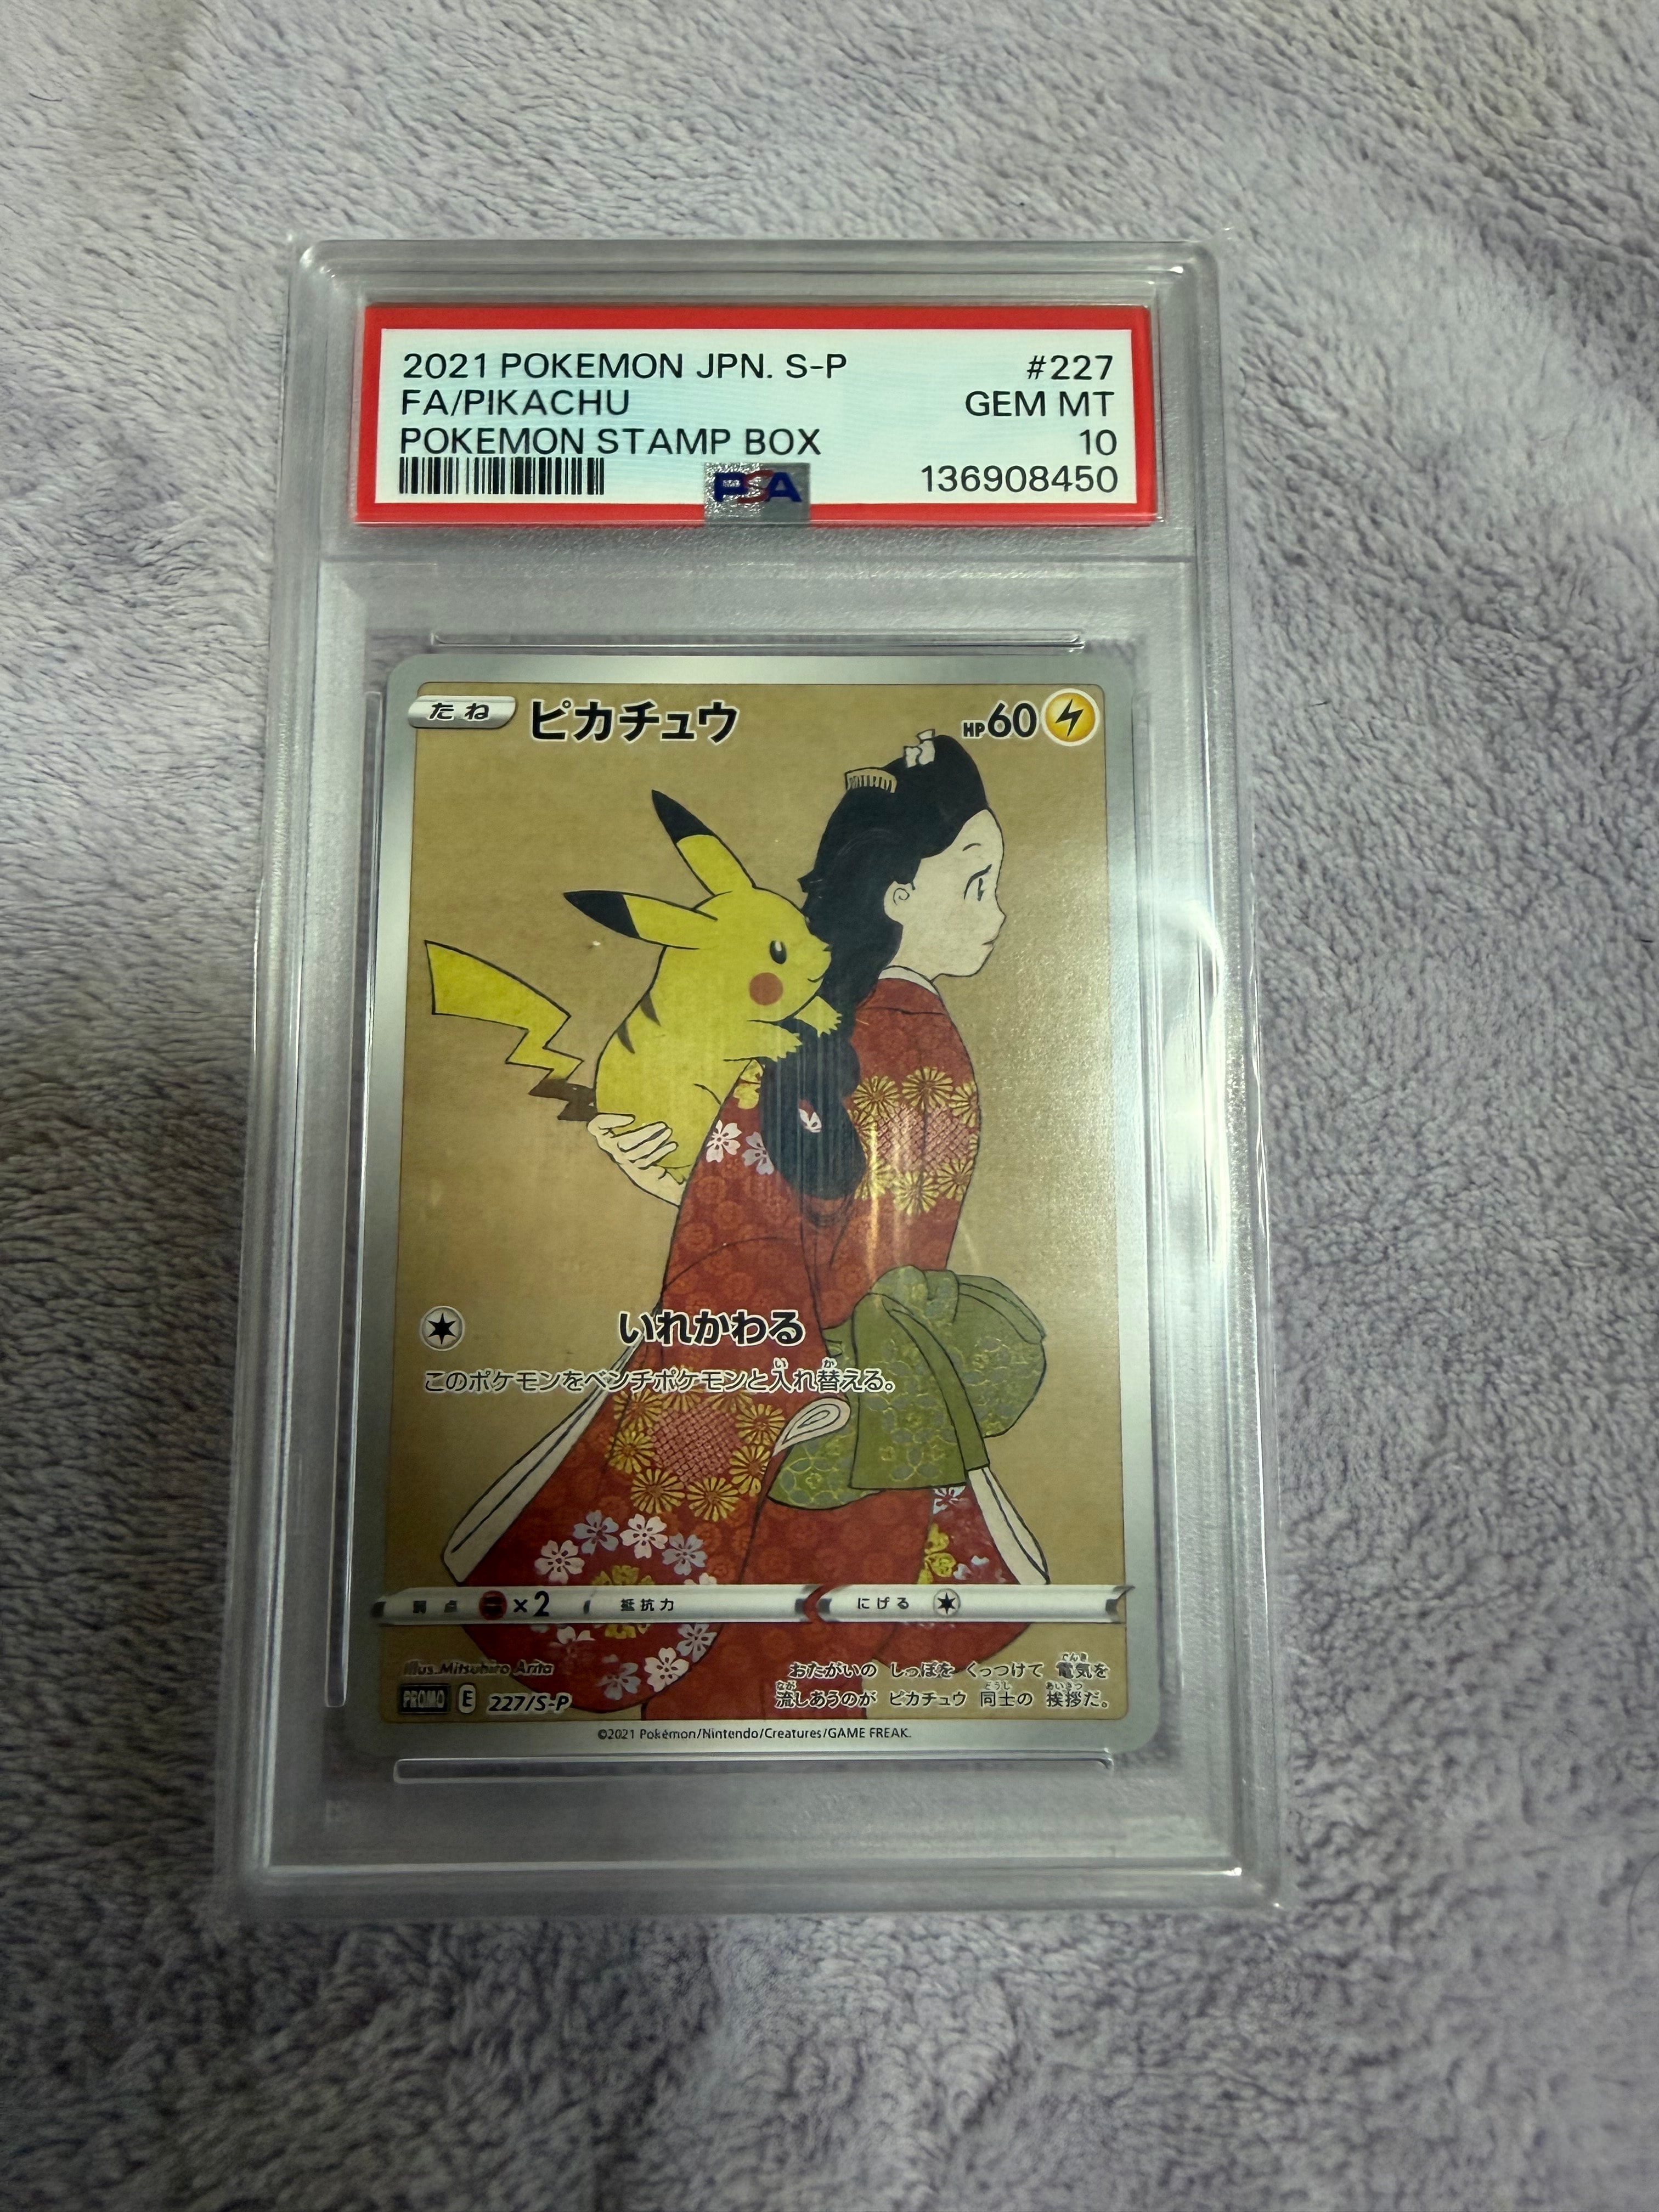 2021 POKEMON JPN. S-P #227
FA/PIKACHU GEM MT
POKEMON STAMP BOX 10
PSA 136908450
たね ピカチュウ HP60
いれかわる
このポケモンをベンチポケモンと入れ替える。
弱点 ×2 抵抗力 にげる
Illus. Mitsuhiro Arita
おたがいの しっぽを くっつけて 電気を
流しあうのが ピカチュウ 同士の 挨拶だ。
PROMO E 227/S-P
©2021 Pokémon/Nintendo/Creatures/GAME FREAK.